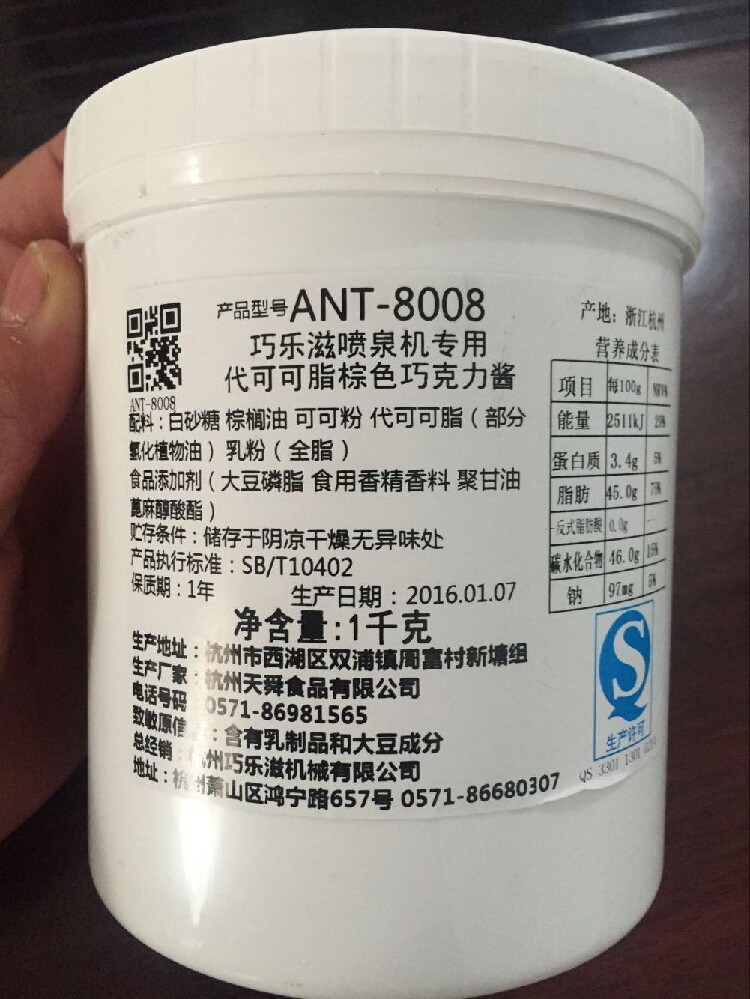 产品型号ANT-8008
巧乐滋喷泉机专用
代可可脂棕色巧克力酱
ANT-8008
配料：白砂糖 棕榈油 可可粉 代可可脂（部分
氢化植物油）乳粉（全脂）
食品添加剂（大豆磷脂 食用香精香料 聚甘油
蓖麻醇酸酯）
贮存条件：储存于阴凉干燥无异味处
产品执行标准：SB/T10402
保质期：1年 生产日期：2016.01.07
净含量:1千克
生产地址：杭州市西湖区双浦镇周富村新塘组
生产厂家：杭州天舜食品有限公司
电话号码 0571-86981565
致敏原信 ：含有乳制品和大豆成分
总经销 杭州巧乐滋机械有限公司
地址：杭州萧山区鸿宁路657号 0571-86680307
产地：浙江杭州
营养成分表
项目 每100g NRV%
能量 2511kJ
蛋白质 3.4g
脂肪 45.0g
-反式脂肪酸 0.0g
碳水化合物 46.0g
钠 97mg
S
生产许可
QS 3301 1301